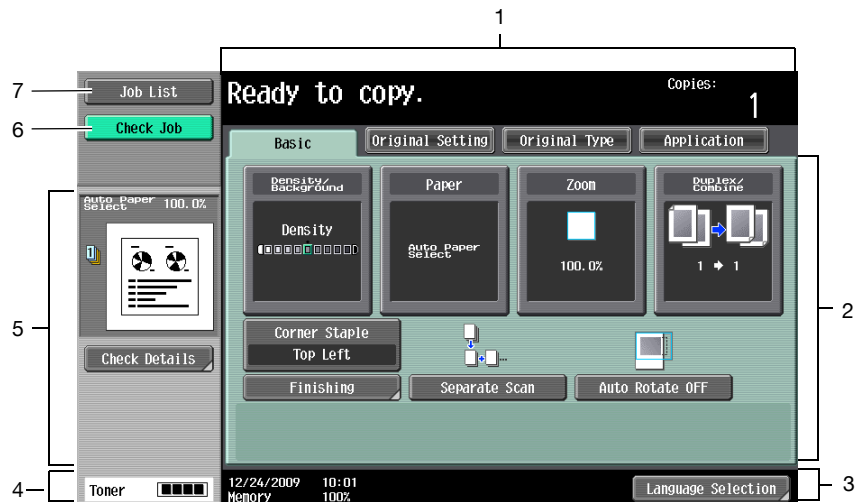 1
7
Job List
6
Check Job
Ready to copy.
Copies:
1
Basic
Original Setting
Original Type
Application
Auto Paper
Select
100.0%
1
5
Check Details
Density/
Background
Density
Paper
Auto Paper
Select
Zoom
100.0%
Duplex/
Combine
1 → 1
2
Corner Staple
Top Left
Finishing
Separate Scan
Auto Rotate OFF
4
Toner
12/24/2009 10:01
Memory 100%
Language Selection
3